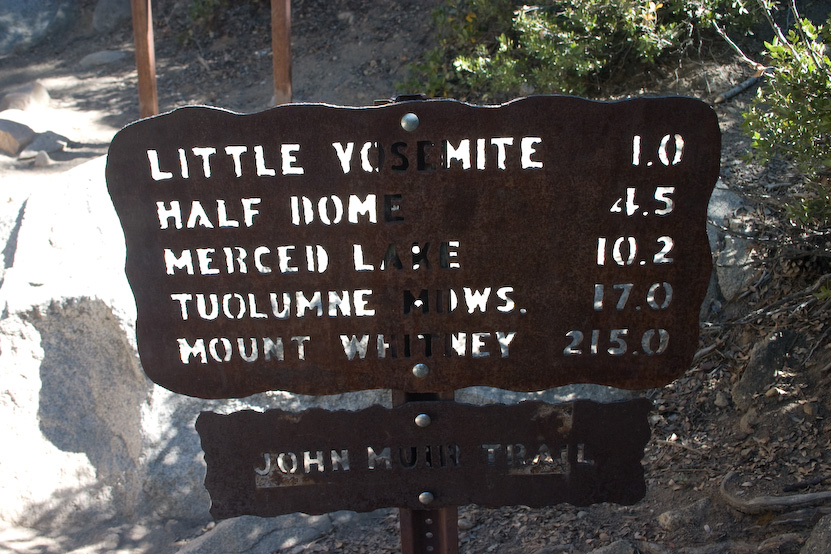 LITTLE YOSEMITE 1.0
HALF DOME 4.5
MERCED LAKE 10.2
TUOLUMNE MDWS. 17.0
MOUNT WHITNEY 215.0
JOHN MUIR TRAIL